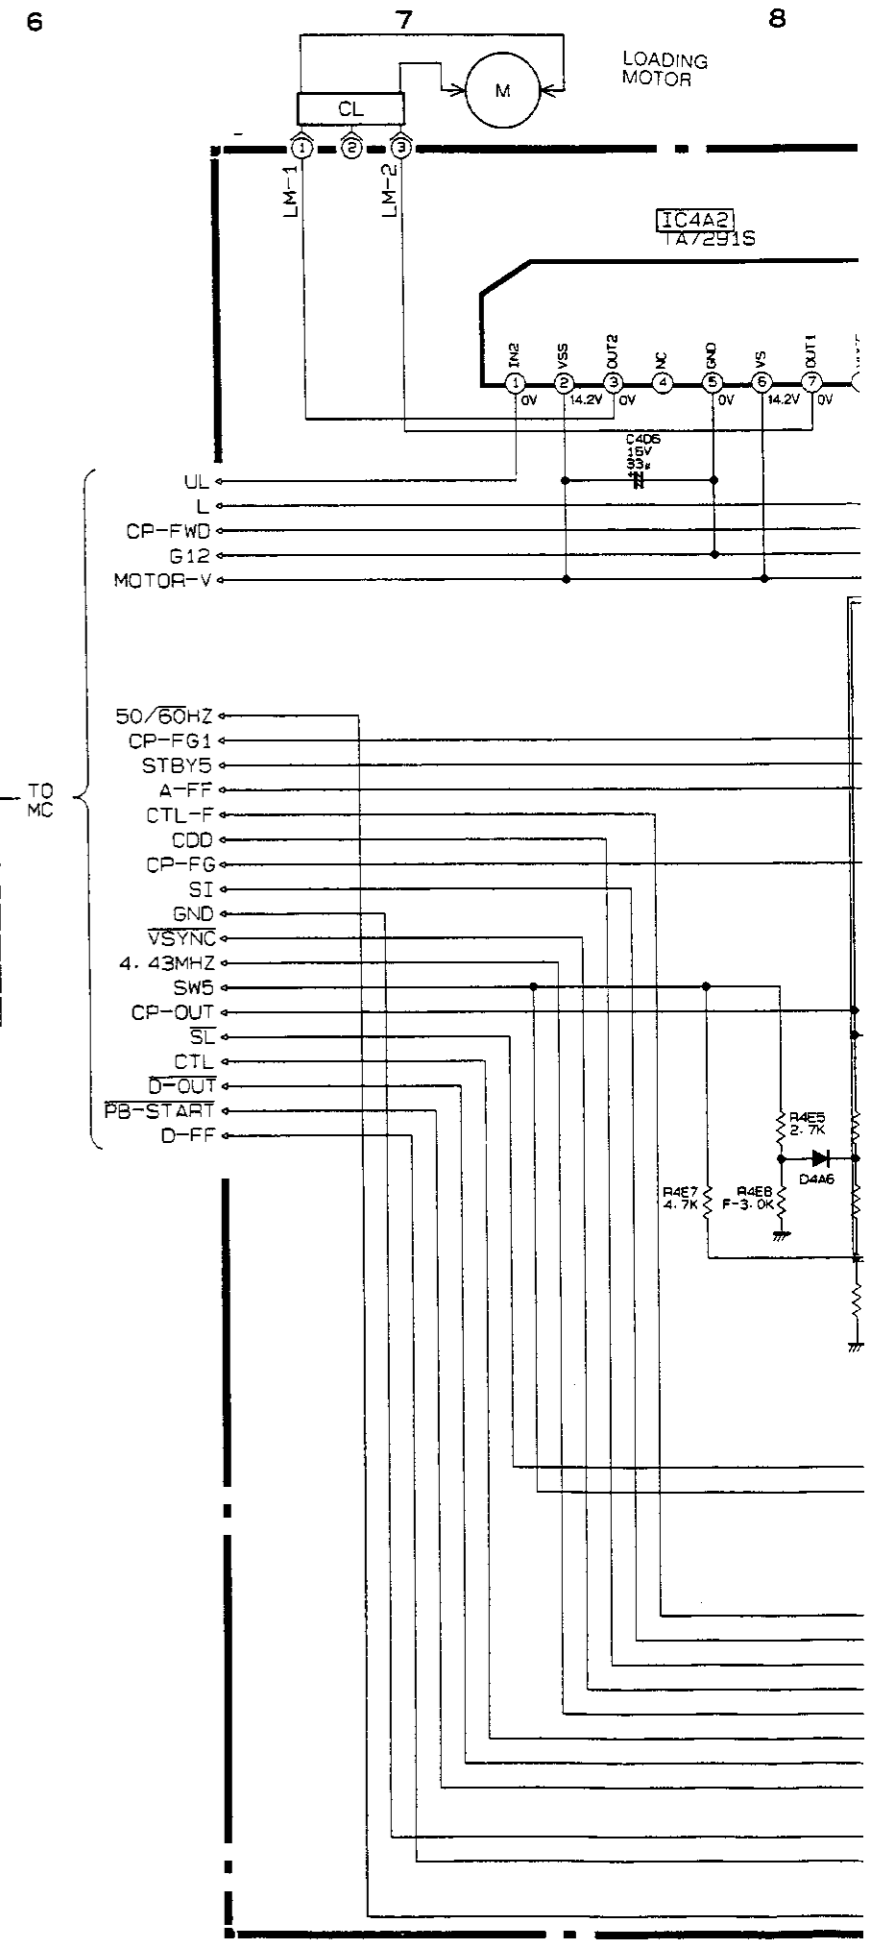 6
7
8
LOADING
MOTOR
M
CL
1
2
3
LM-1
LM-2
IC4A2
TA7291S
IN2
VSS
OUT2
NC
GND
VS
OUT1
1
2
3
4
5
6
7
0V
14.2V
0V
0V
14.2V
0V
C4D5
16V
33μ
+
UL
L
CP-FWD
G12
MOTOR-V
50/60HZ
CP-FG1
STBY5
A-FF
TO
MC
CTL-F
CDD
CP-FG
SI
GND
VSYNC
4.43MHZ
SW5
CP-OUT
SL
CTL
D-OUT
PB-START
D-FF
R4E5
2.7K
D4A6
R4E7
4.7K
R4E6
F-3.0K